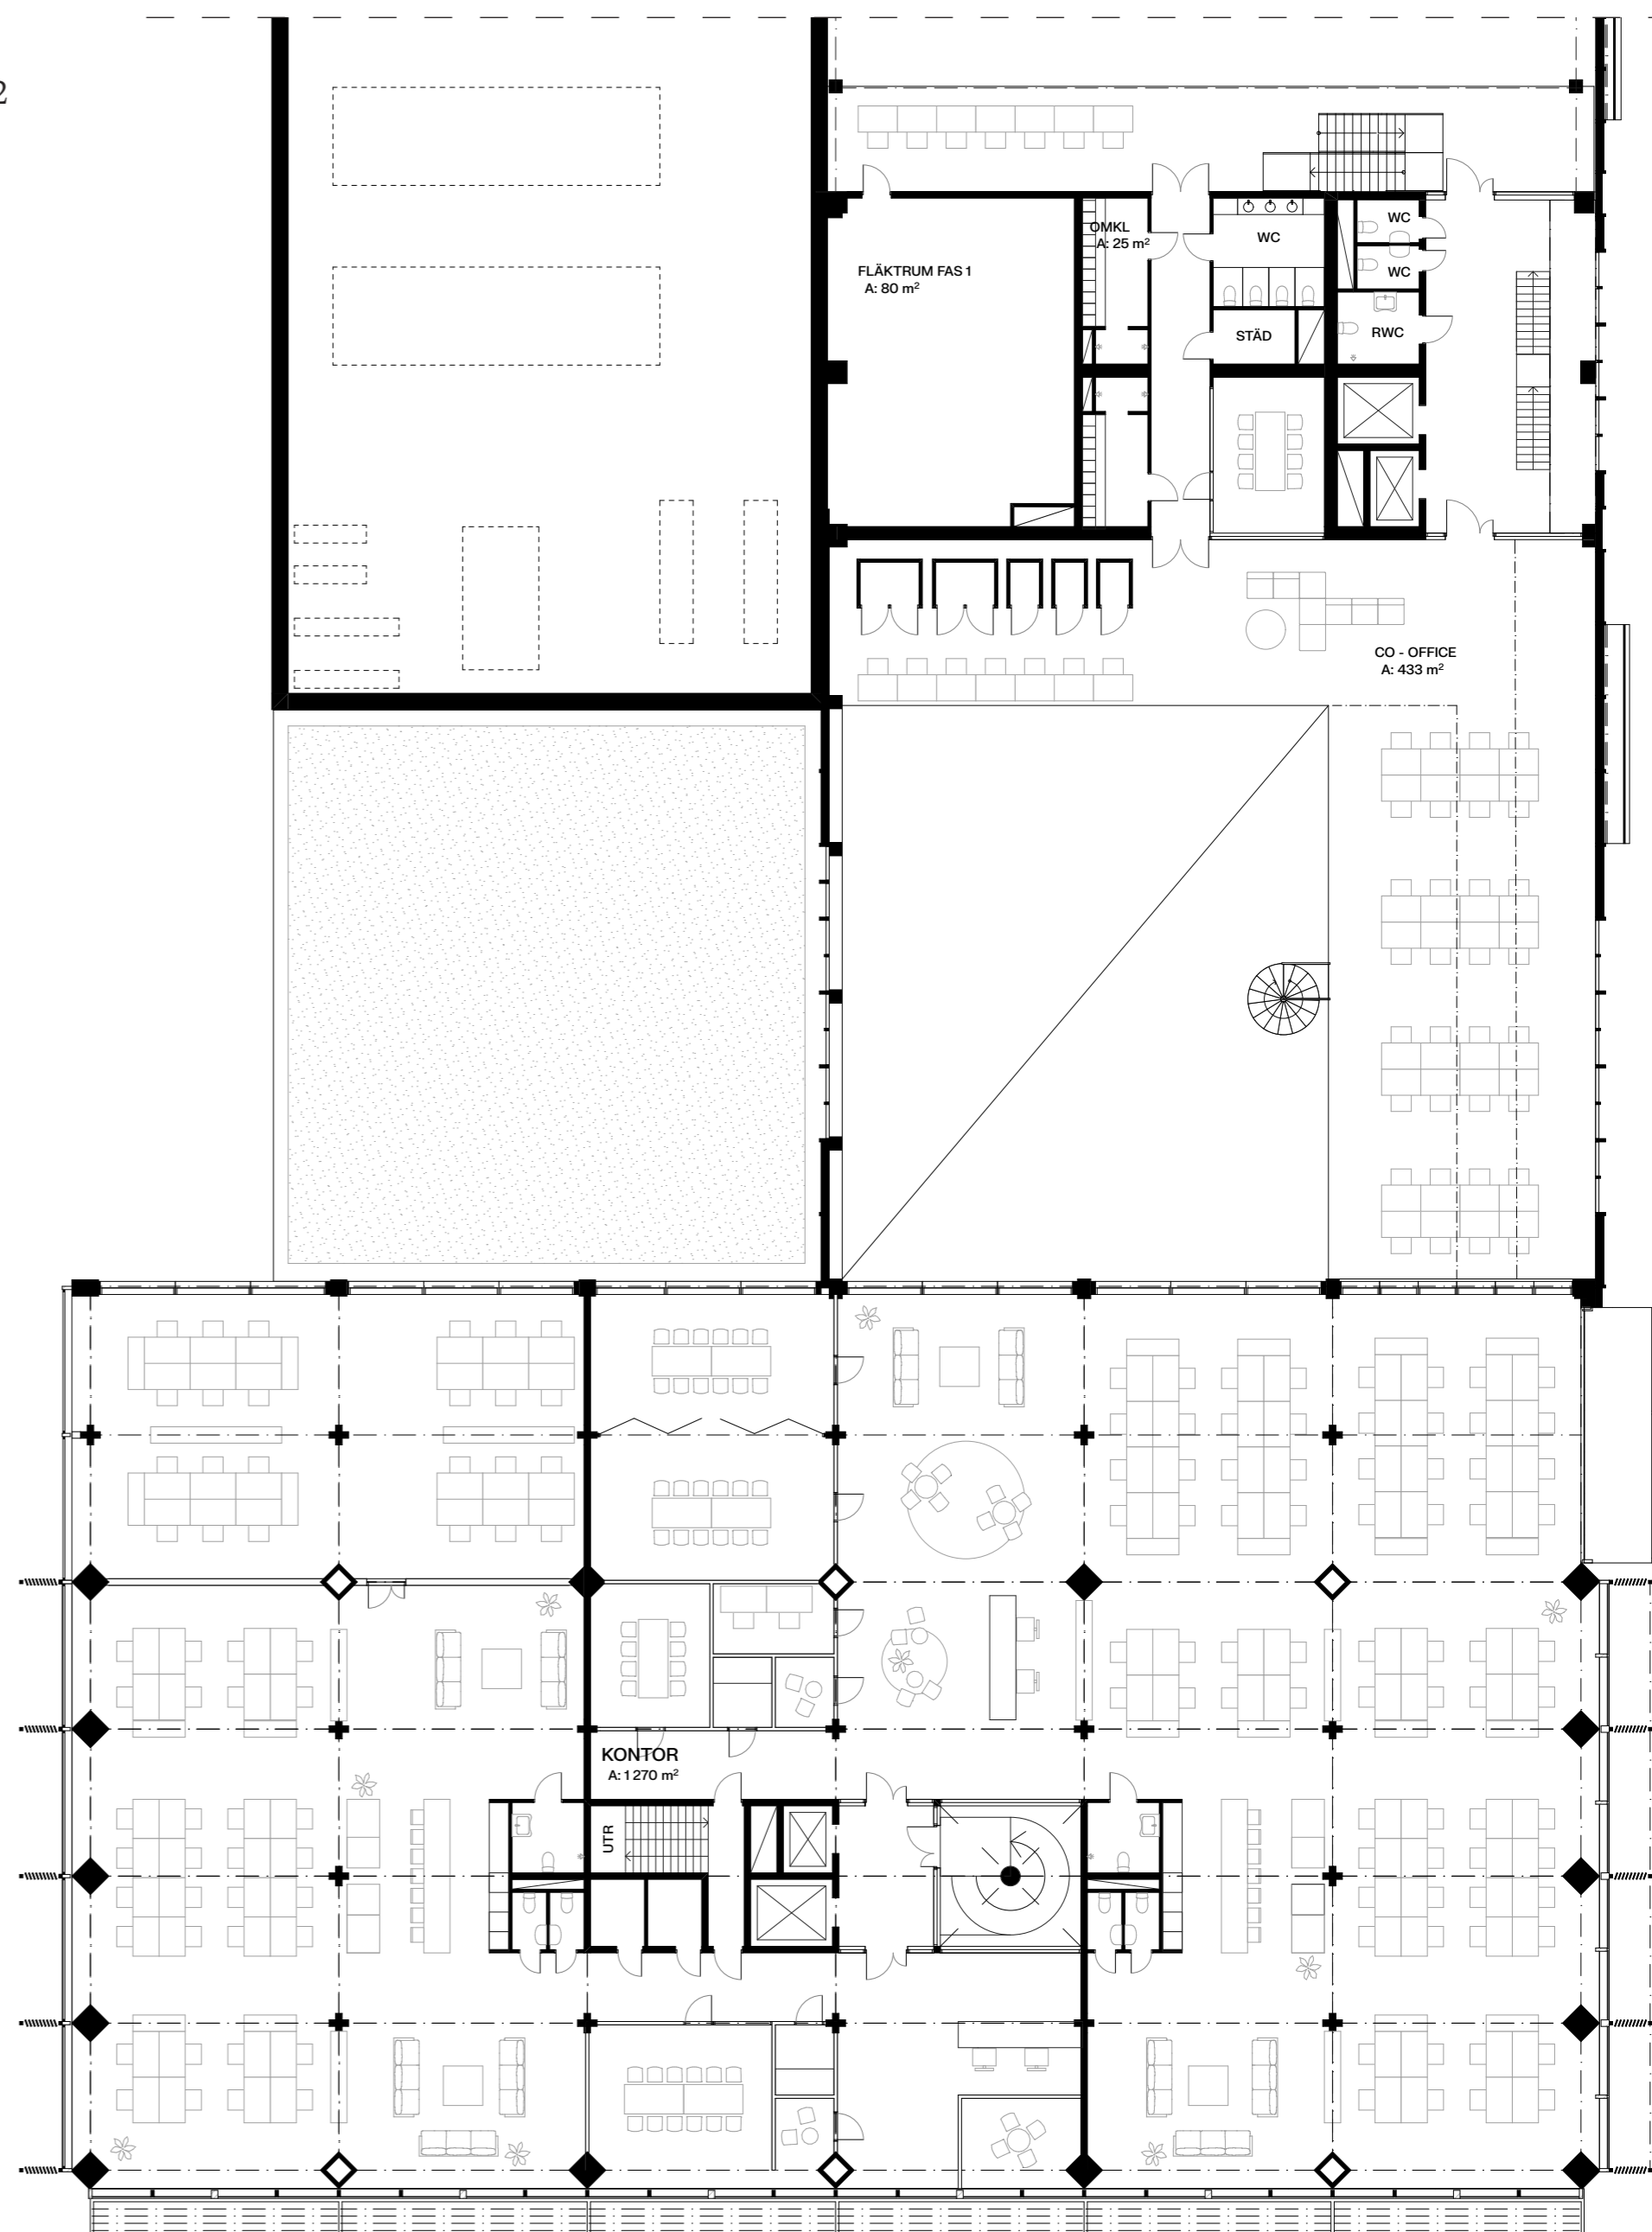 2
OMKL
A: 25 m²
WC
WC
WC
FLÄKTRUM FAS 1
A: 80 m²
STÄD
RWC
CO - OFFICE
A: 433 m²
KONTOR
A: 1 270 m²
UTR